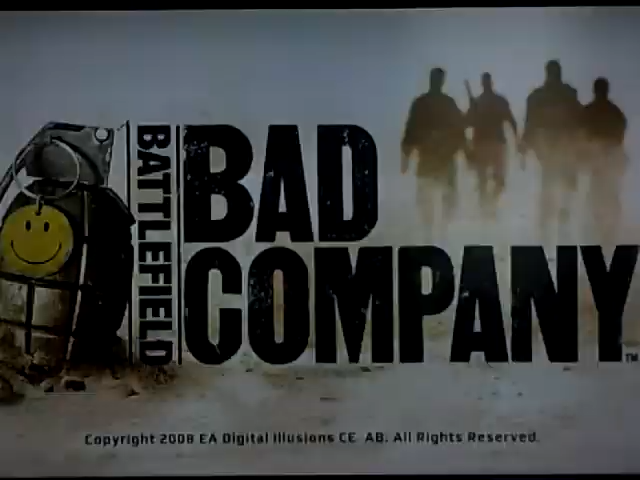 BATTLEFIELD
BAD
COMPANY™
Copyright 2008 EA Digital Illusions CE AB. All Rights Reserved.